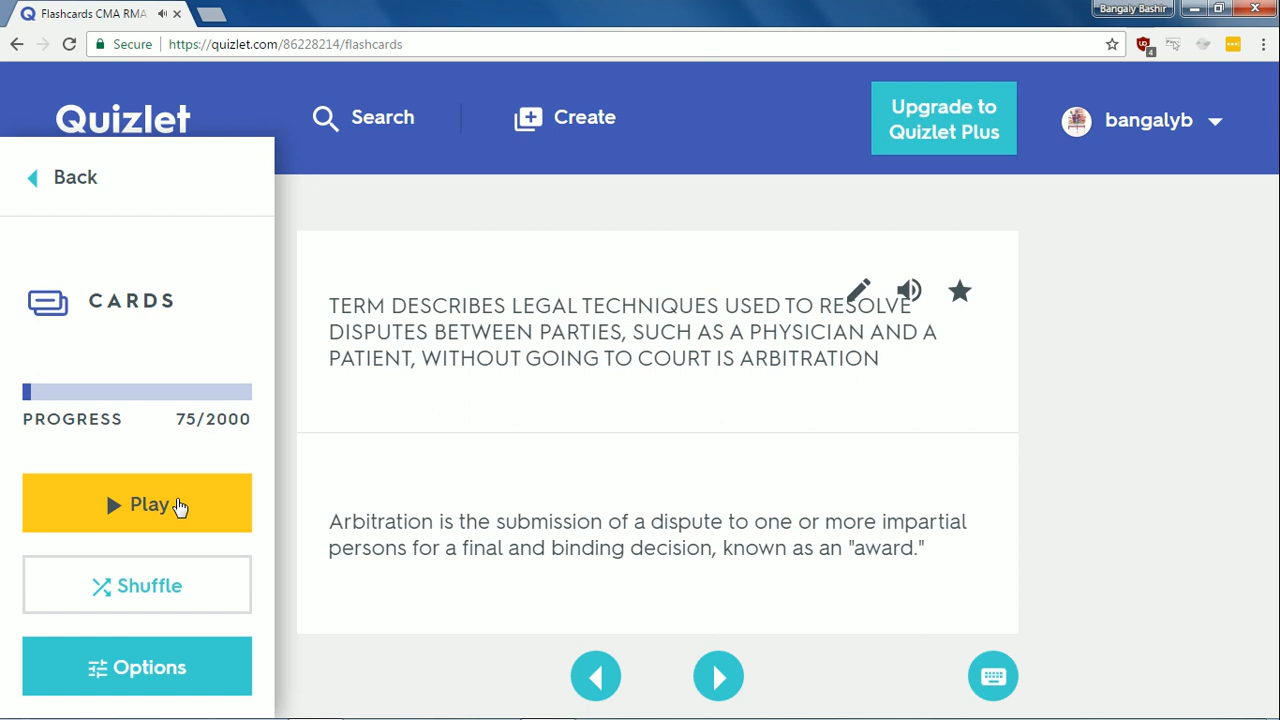 Flashcards CMA RMA
Bangaly Bashir
Secure
https://quizlet.com/86228214/flashcards
4
Quizlet
Search
Create
Upgrade to
Quizlet Plus
bangalyb
Back
CARDS
PROGRESS 75/2000
Play
Shuffle
Options
TERM DESCRIBES LEGAL TECHNIQUES USED TO RESOLVE
DISPUTES BETWEEN PARTIES, SUCH AS A PHYSICIAN AND A
PATIENT, WITHOUT GOING TO COURT IS ARBITRATION
Arbitration is the submission of a dispute to one or more impartial
persons for a final and binding decision, known as an "award."